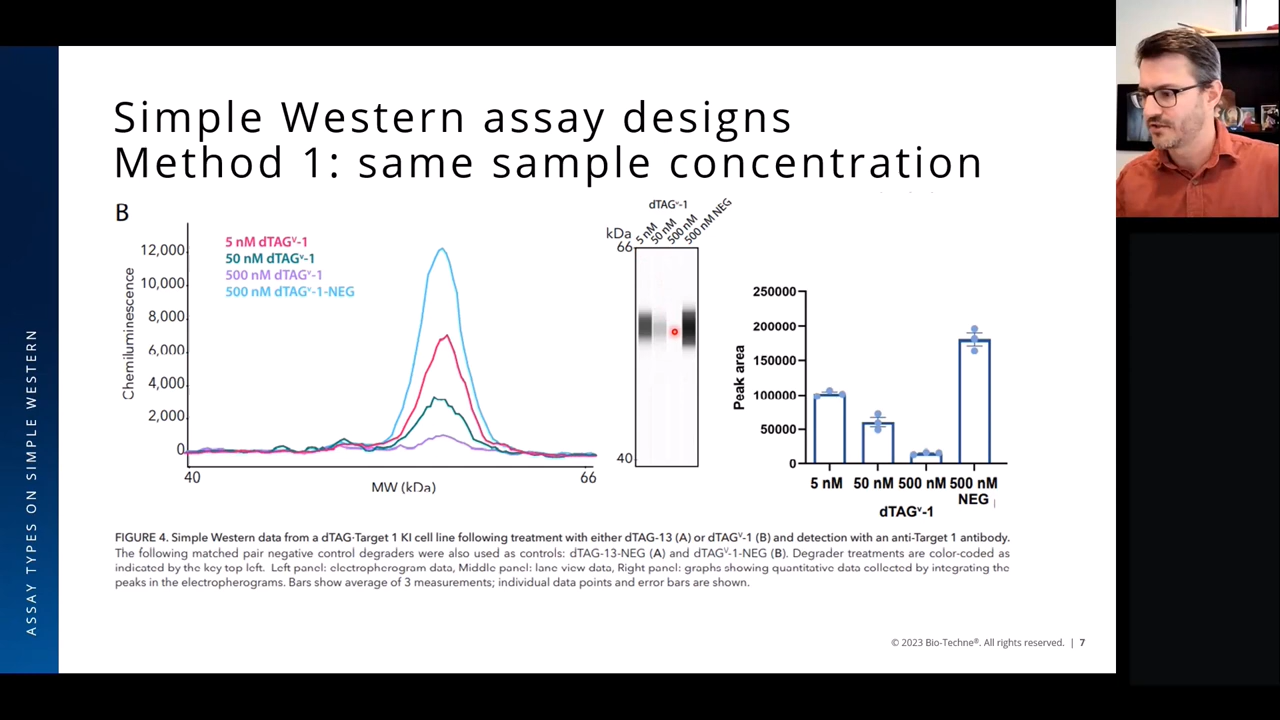 Simple Western assay designs
Method 1: same sample concentration
ASSAY TYPES ON SIMPLE WESTERN
B
Chemiluminescence
12,000
10,000
8,000
6,000
4,000
2,000
0
5 nM dTAGⱽ-1
50 nM dTAGⱽ-1
500 nM dTAGⱽ-1
500 nM dTAGⱽ-1-NEG
40
66
MW (kDa)
dTAGⱽ-1
kDa
5 nM
50 nM
500 nM
500 nM NEG
66
40
Peak area
250000
200000
150000
100000
50000
0
5 nM 50 nM 500 nM 500 nM
NEG
dTAGⱽ-1
FIGURE 4. Simple Western data from a dTAG-Target 1 KI cell line following treatment with either dTAG-13 (A) or dTAGⱽ-1 (B) and detection with an anti-Target 1 antibody.
The following matched pair negative control degraders were also used as controls: dTAG-13-NEG (A) and dTAGⱽ-1-NEG (B). Degrader treatments are color-coded as
indicated by the key top left. Left panel: electropherogram data, Middle panel: lane view data, Right panel: graphs showing quantitative data collected by integrating the
peaks in the electropherograms. Bars show average of 3 measurements; individual data points and error bars are shown.
© 2023 Bio-Techne®. All rights reserved. | 7